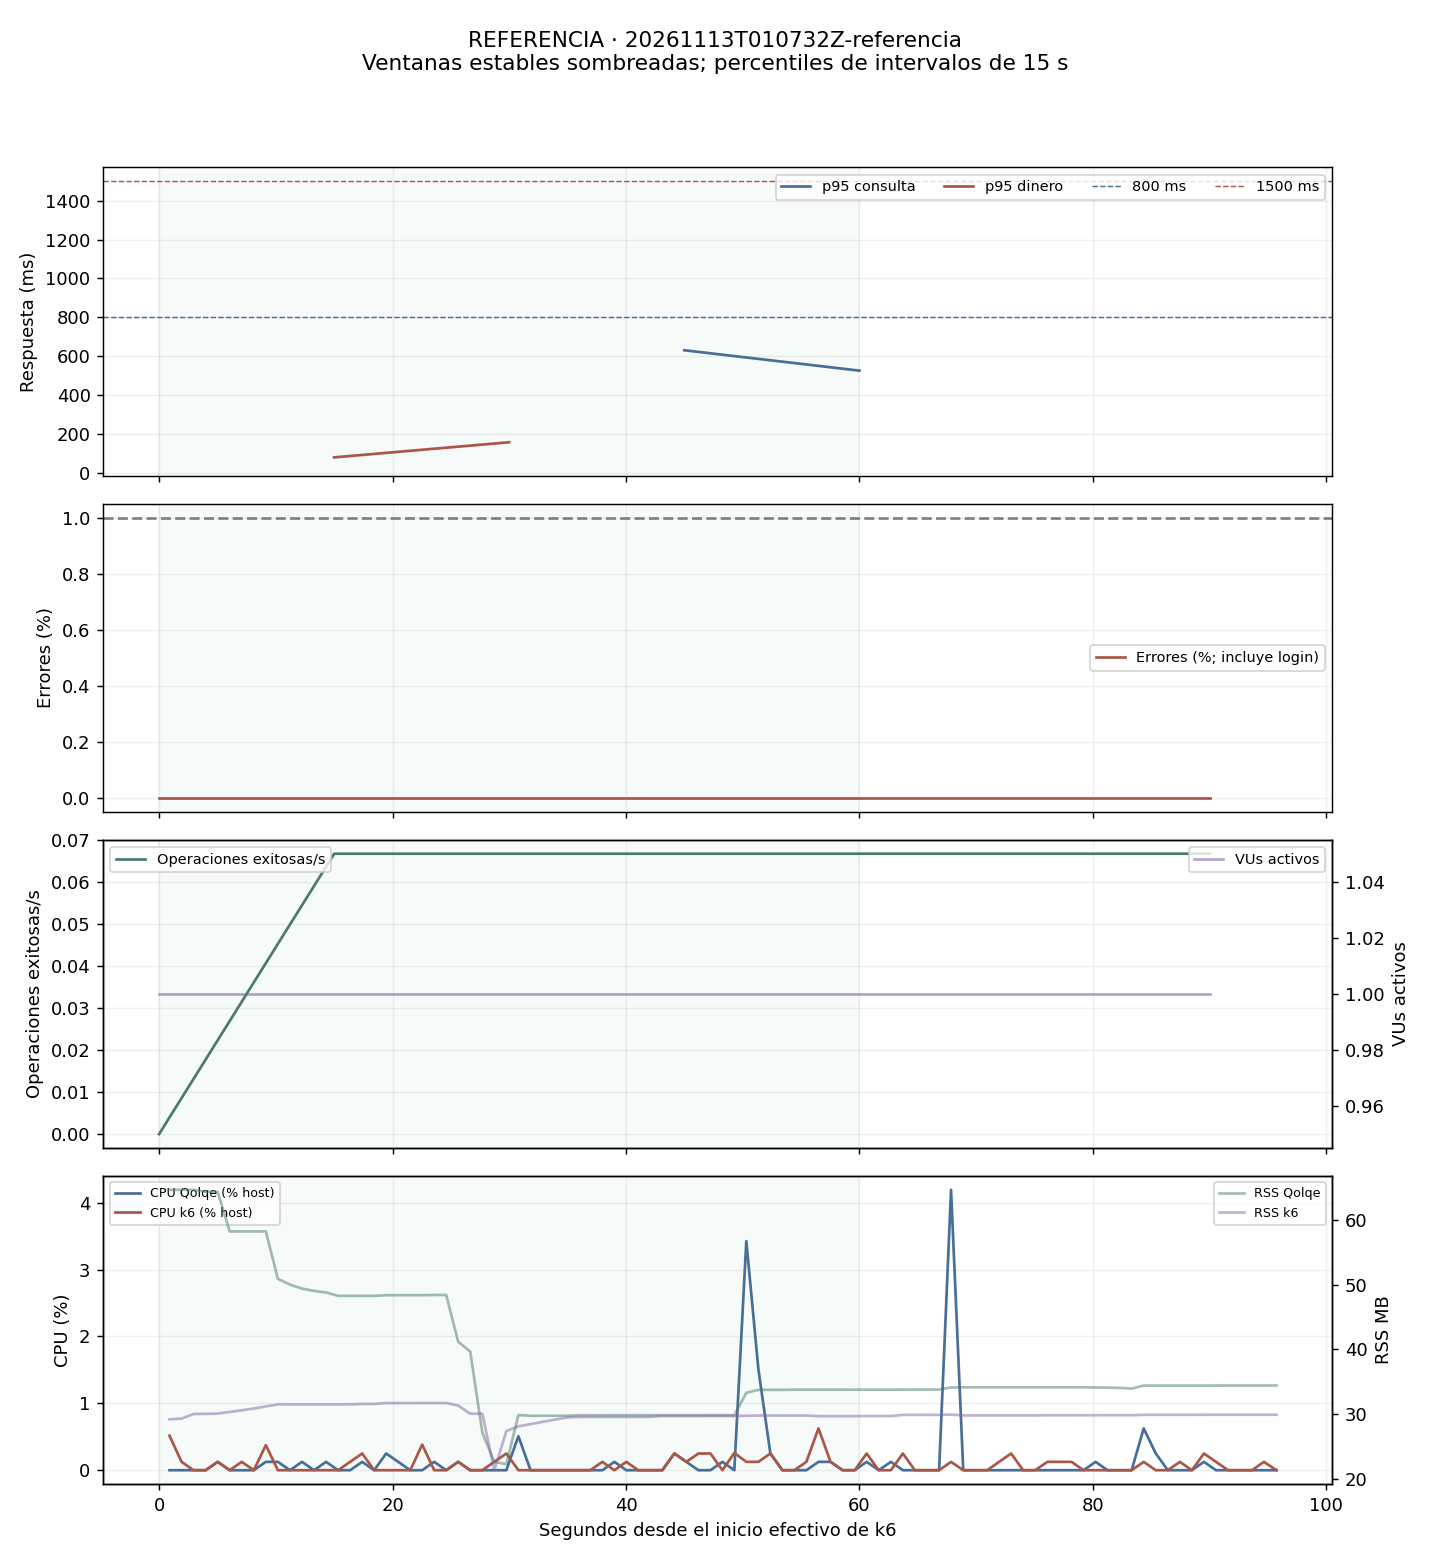 REFERENCIA · 20261113T010732Z-referencia
Ventanas estables sombreadas; percentiles de intervalos de 15 s
p95 consulta
p95 dinero
800 ms
1500 ms
Respuesta (ms)
1400
1200
1000
800
600
400
200
0
Errores (%)
1.0
0.8
0.6
0.4
0.2
0.0
Errores (%; incluye login)
Operaciones exitosas/s
0.07
0.06
0.05
0.04
0.03
0.02
0.01
0.00
Operaciones exitosas/s
VUs activos
1.04
1.02
1.00
0.98
0.96
VUs activos
CPU (%)
4
3
2
1
0
CPU Qolqe (% host)
CPU k6 (% host)
RSS Qolqe
RSS k6
60
50
40
30
20
RSS MB
0
20
40
60
80
100
Segundos desde el inicio efectivo de k6